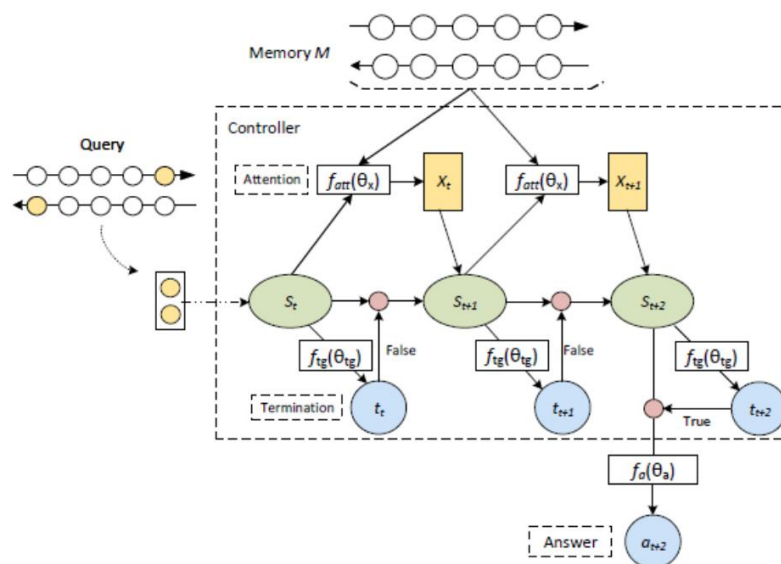 Memory M
Controller
Query
Attention
f_att(θ_x)
X_t
f_att(θ_x)
X_t+1
S_t
S_t+1
S_t+2
f_tg(θ_tg)
False
f_tg(θ_tg)
False
f_tg(θ_tg)
Termination
t_t
t_t+1
True
t_t+2
f_a(θ_a)
Answer
a_t+2